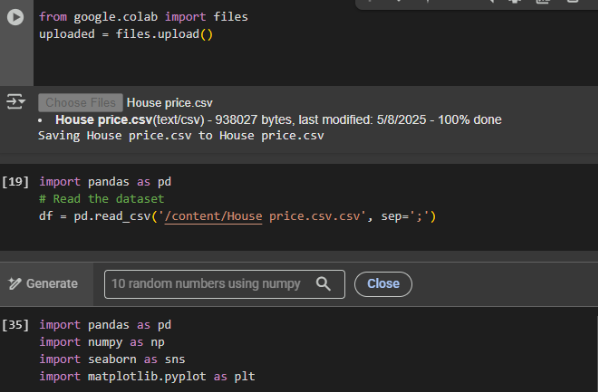 from google.colab import files
uploaded = files.upload()
Choose Files House price.csv
• House price.csv(text/csv) - 938027 bytes, last modified: 5/8/2025 - 100% done
Saving House price.csv to House price.csv
[19] import pandas as pd
# Read the dataset
df = pd.read_csv('/content/House price.csv.csv', sep=';')
Generate 10 random numbers using numpy Close
[35] import pandas as pd
import numpy as np
import seaborn as sns
import matplotlib.pyplot as plt